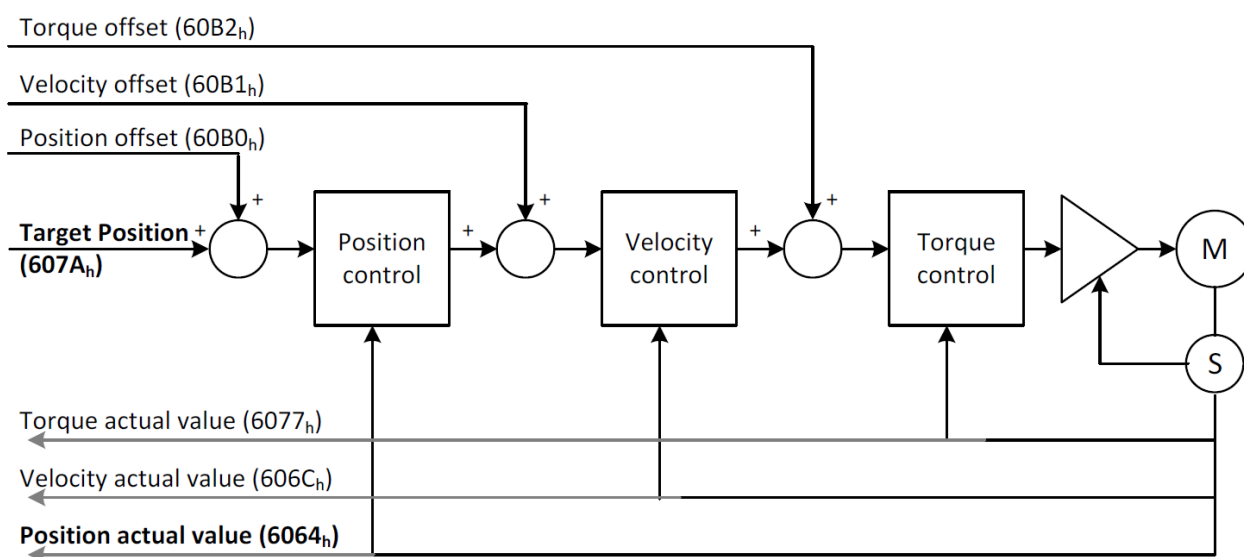 Torque offset (60B2h)
Velocity offset (60B1h)
Position offset (60B0h)
+
+
+
Target Position
(607Ah)
+
Position
control
+
Velocity
control
+
Torque
control
M
S
Torque actual value (6077h)
Velocity actual value (606Ch)
Position actual value (6064h)